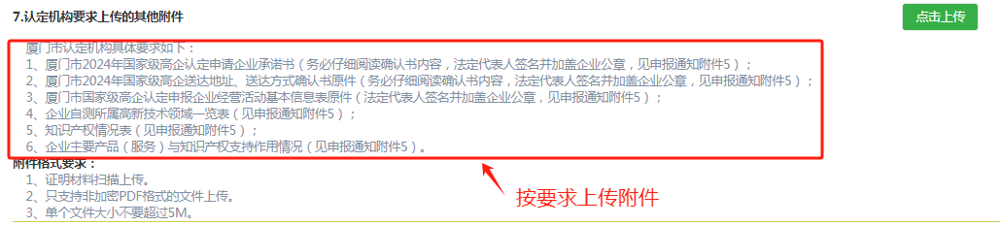 7.认定机构要求上传的其他附件
点击上传
厦门市认定机构具体要求如下：
1、厦门市2024年国家级高企认定申请企业承诺书（务必仔细阅读确认书内容，法定代表人签名并加盖企业公章，见申报通知附件5）；
2、厦门市2024年国家级高企送达地址、送达方式确认书原件（务必仔细阅读确认书内容，法定代表人签名并加盖企业公章，见申报通知附件5）；
3、厦门市国家级高企认定申报企业经营活动基本信息表原件（法定代表人签名并加盖企业公章，见申报通知附件5）；
4、企业自测所属高新技术领域一览表（见申报通知附件5）；
5、知识产权情况表（见申报通知附件5）；
6、企业主要产品（服务）与知识产权支持作用情况（见申报通知附件5）。
附件格式要求：
1、证明材料扫描上传。
2、只支持非加密PDF格式的文件上传。
3、单个文件大小不要超过5M。
按要求上传附件